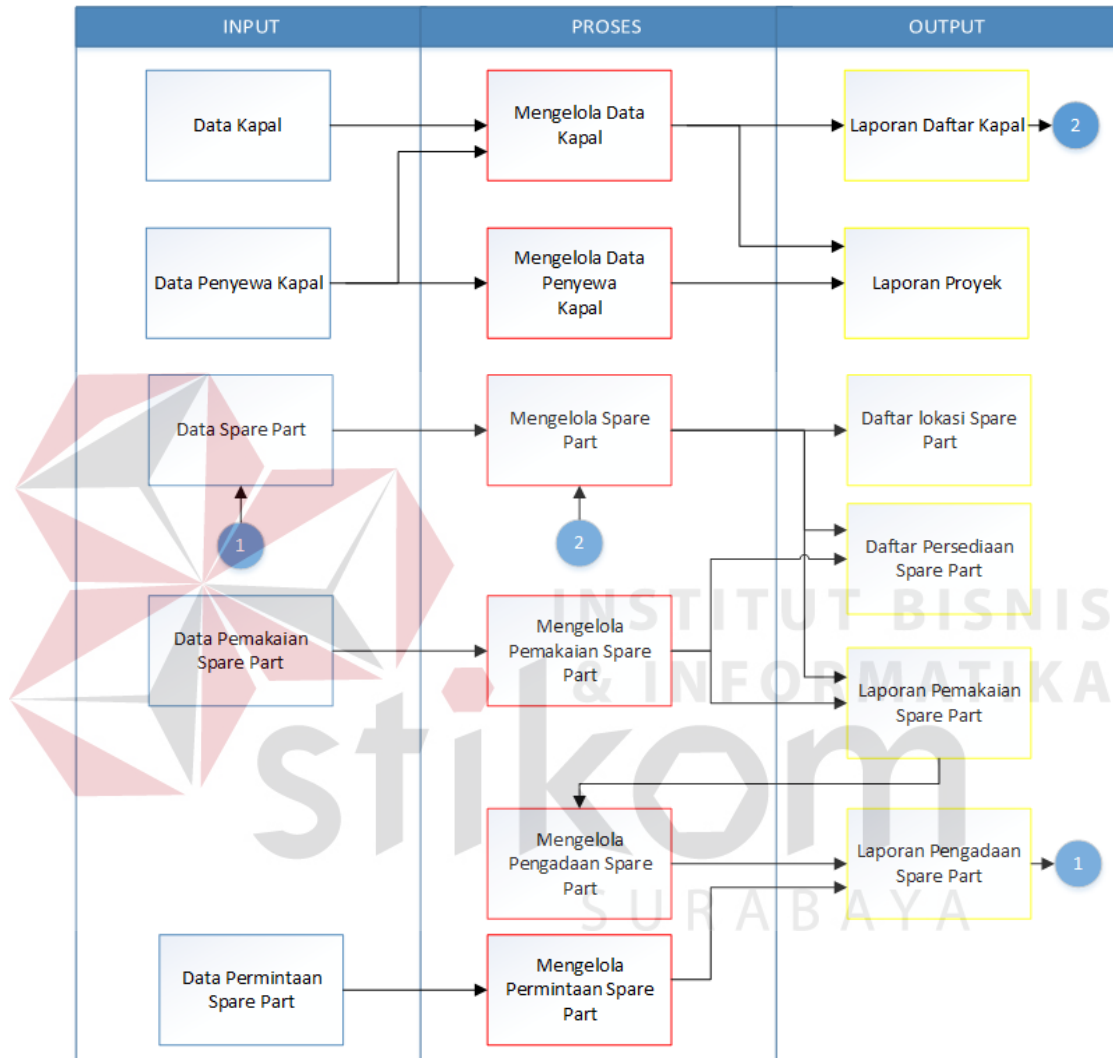 INPUT
PROSES
OUTPUT
Data Kapal
Mengelola Data
Kapal
Laporan Daftar Kapal
2
Data Penyewa Kapal
Mengelola Data
Penyewa
Kapal
Laporan Proyek
Data Spare Part
Mengelola Spare
Part
Daftar lokasi Spare
Part
1
2
Daftar Persediaan
Spare Part
Data Pemakaian
Spare Part
Mengelola
Pemakaian Spare
Part
Laporan Pemakaian
Spare Part
Mengelola
Pengadaan Spare
Part
Laporan Pengadaan
Spare Part
1
Data Permintaan
Spare Part
Mengelola
Permintaan Spare
Part
INSTITUT BISNIS
& INFORMATIKA
stikom
SURABAYA